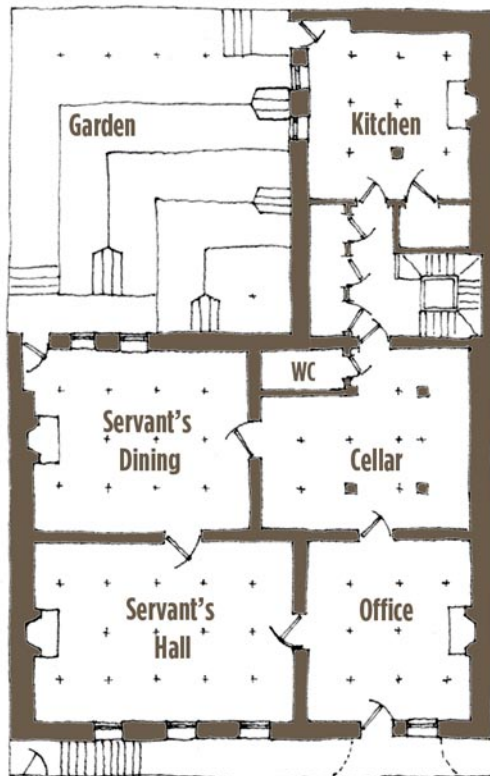 Garden
Kitchen
WC
Servant's
Dining
Cellar
Servant's
Hall
Office